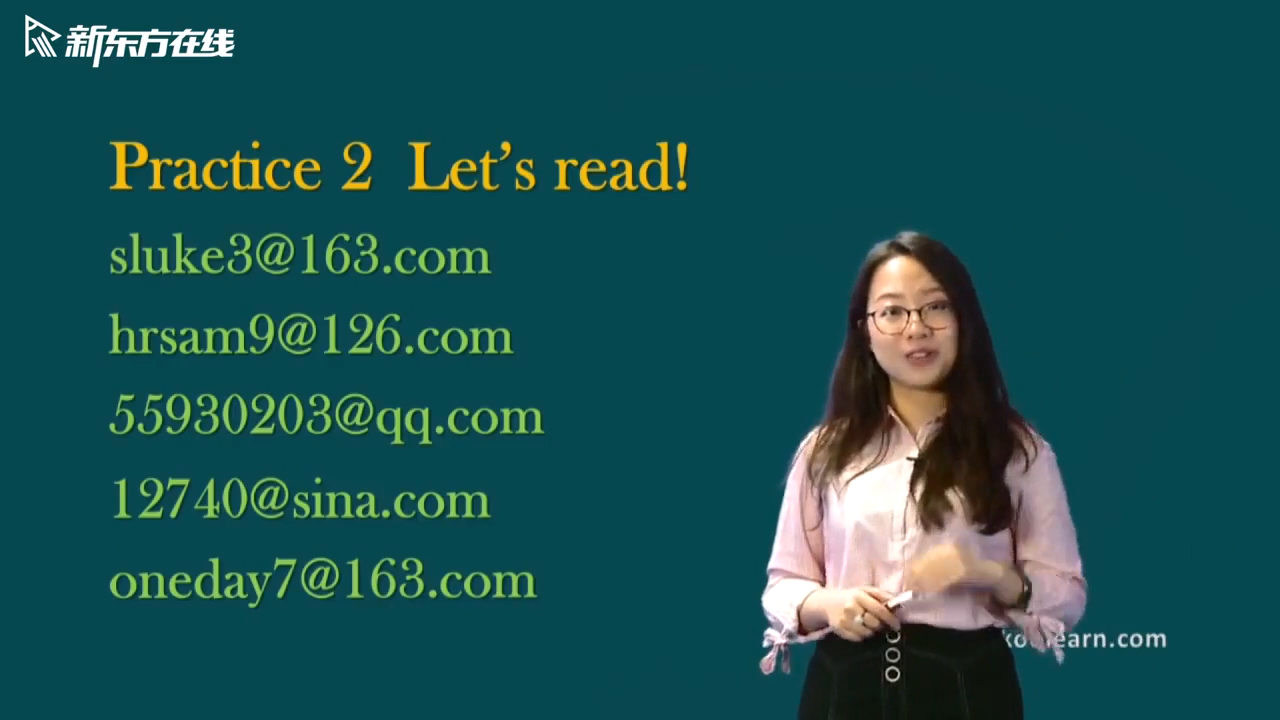 新东方在线
Practice 2 Let's read!
sluke3@163.com
hrsam9@126.com
55930203@qq.com
12740@sina.com
oneday7@163.com